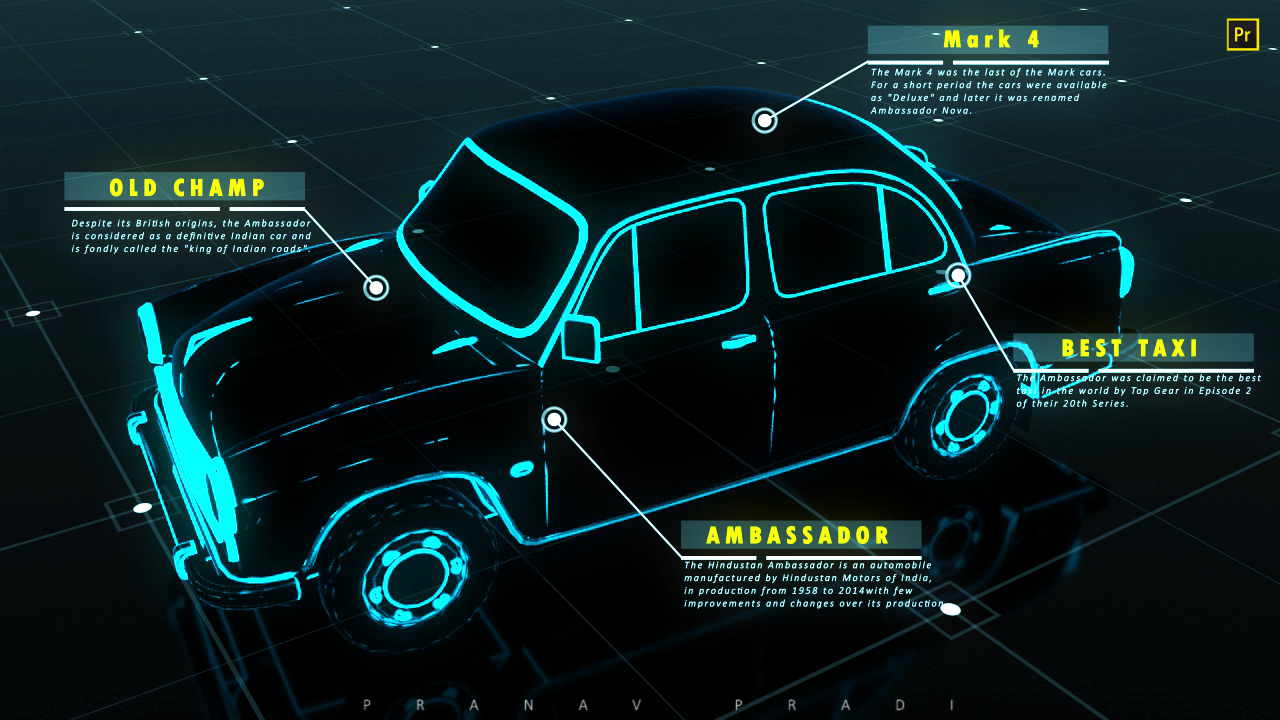 Mark 4
The Mark 4 was the last of the Mark cars.
For a short period the cars were available
as "Deluxe" and later it was renamed
Ambassador Nova.
Pr
OLD CHAMP
Despite its British origins, the Ambassador
is considered as a definitive Indian car and
is fondly called the "king of Indian roads".
BEST TAXI
The Ambassador was claimed to be the best
taxi in the world by Top Gear in Episode 2
of their 20th Series.
AMBASSADOR
The Hindustan Ambassador is an automobile
manufactured by Hindustan Motors of India,
in production from 1958 to 2014with few
improvements and changes over its production
PRANAV PRADI